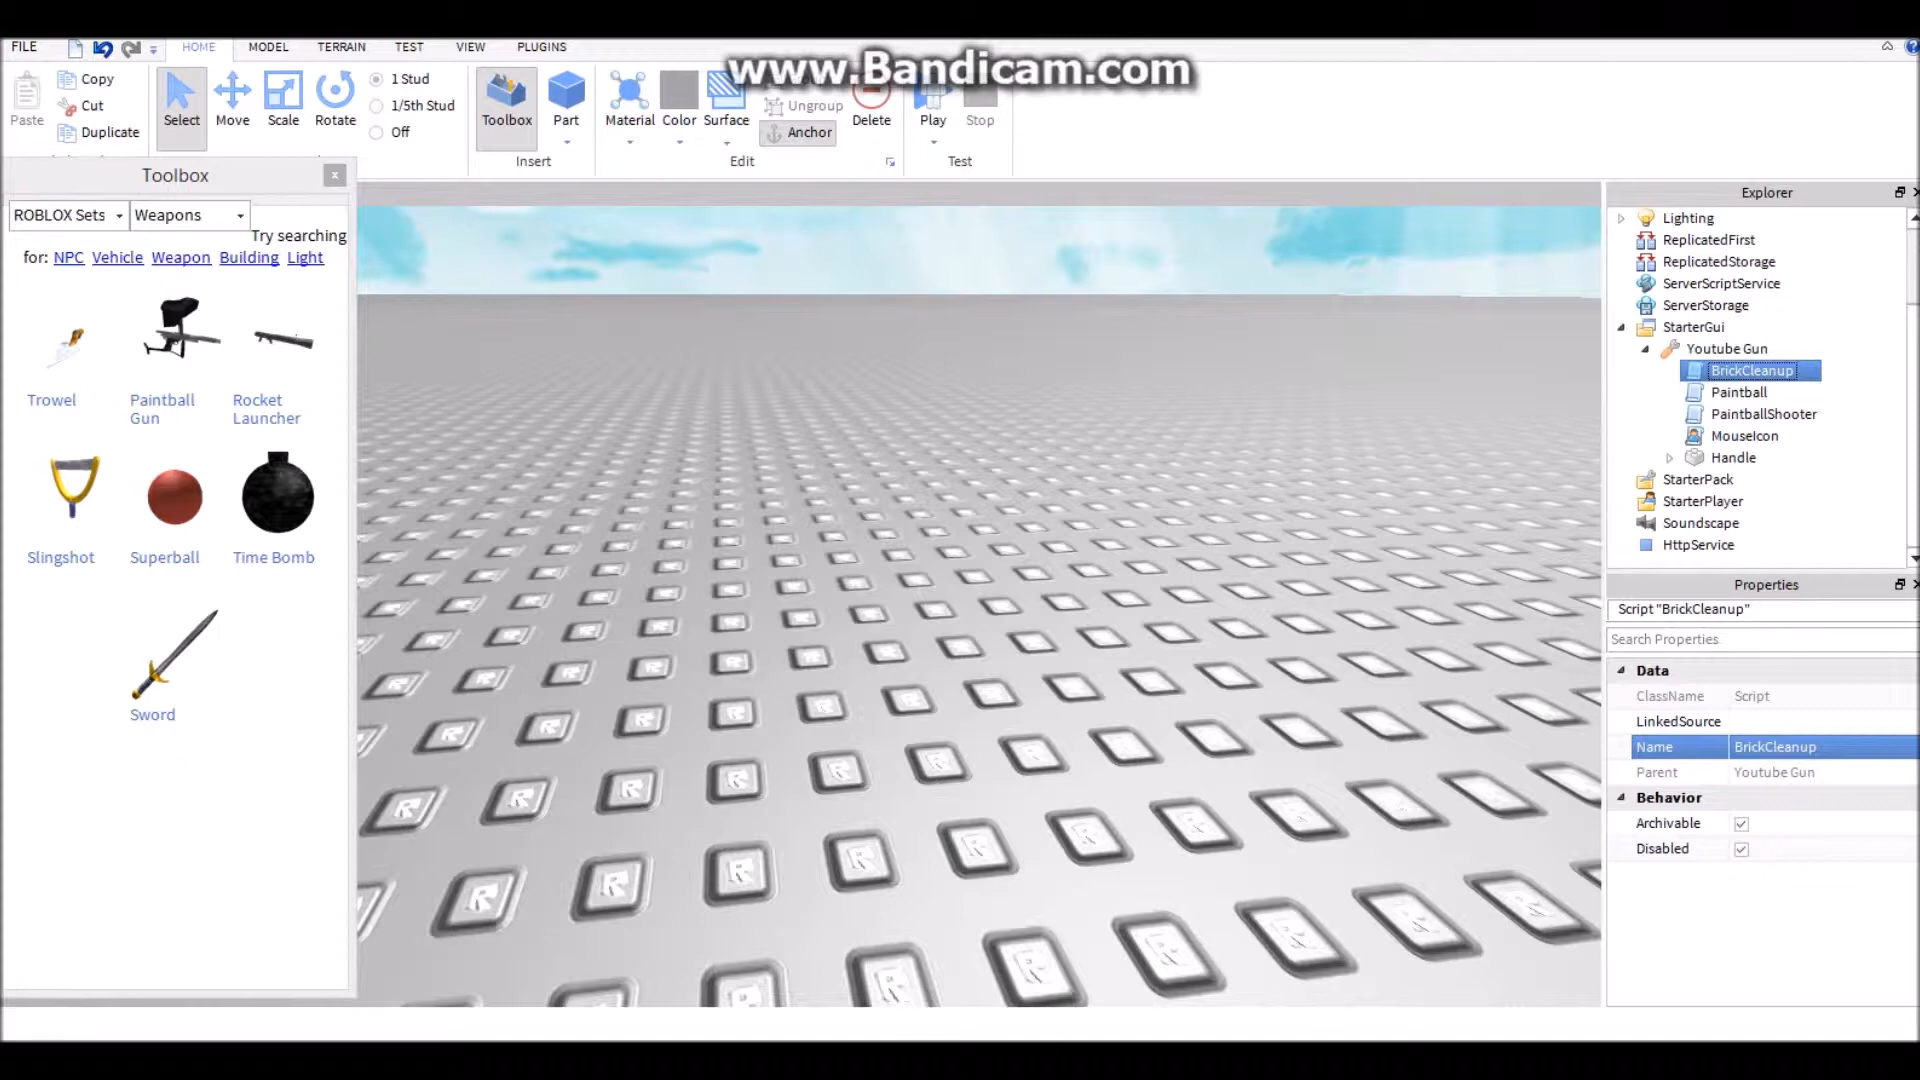 FILE HOME MODEL TERRAIN TEST VIEW PLUGINS
www.Bandicam.com
Paste
Copy
Cut
Duplicate
Select Move Scale Rotate
1 Stud
1/5th Stud
Off
Toolbox Part
Insert
Material Color Surface
Ungroup
Anchor
Delete
Edit
Play Stop
Test
Toolbox
x
ROBLOX Sets Weapons
Try searching
for: NPC Vehicle Weapon Building Light
Trowel
Paintball
Gun
Rocket
Launcher
Slingshot Superball Time Bomb
Sword
Explorer
Lighting
ReplicatedFirst
ReplicatedStorage
ServerScriptService
ServerStorage
StarterGui
Youtube Gun
BrickCleanup
Paintball
PaintballShooter
MouseIcon
Handle
StarterPack
StarterPlayer
Soundscape
HttpService
Properties
Script "BrickCleanup"
Search Properties
Data
ClassName Script
LinkedSource
Name BrickCleanup
Parent Youtube Gun
Behavior
Archivable
Disabled